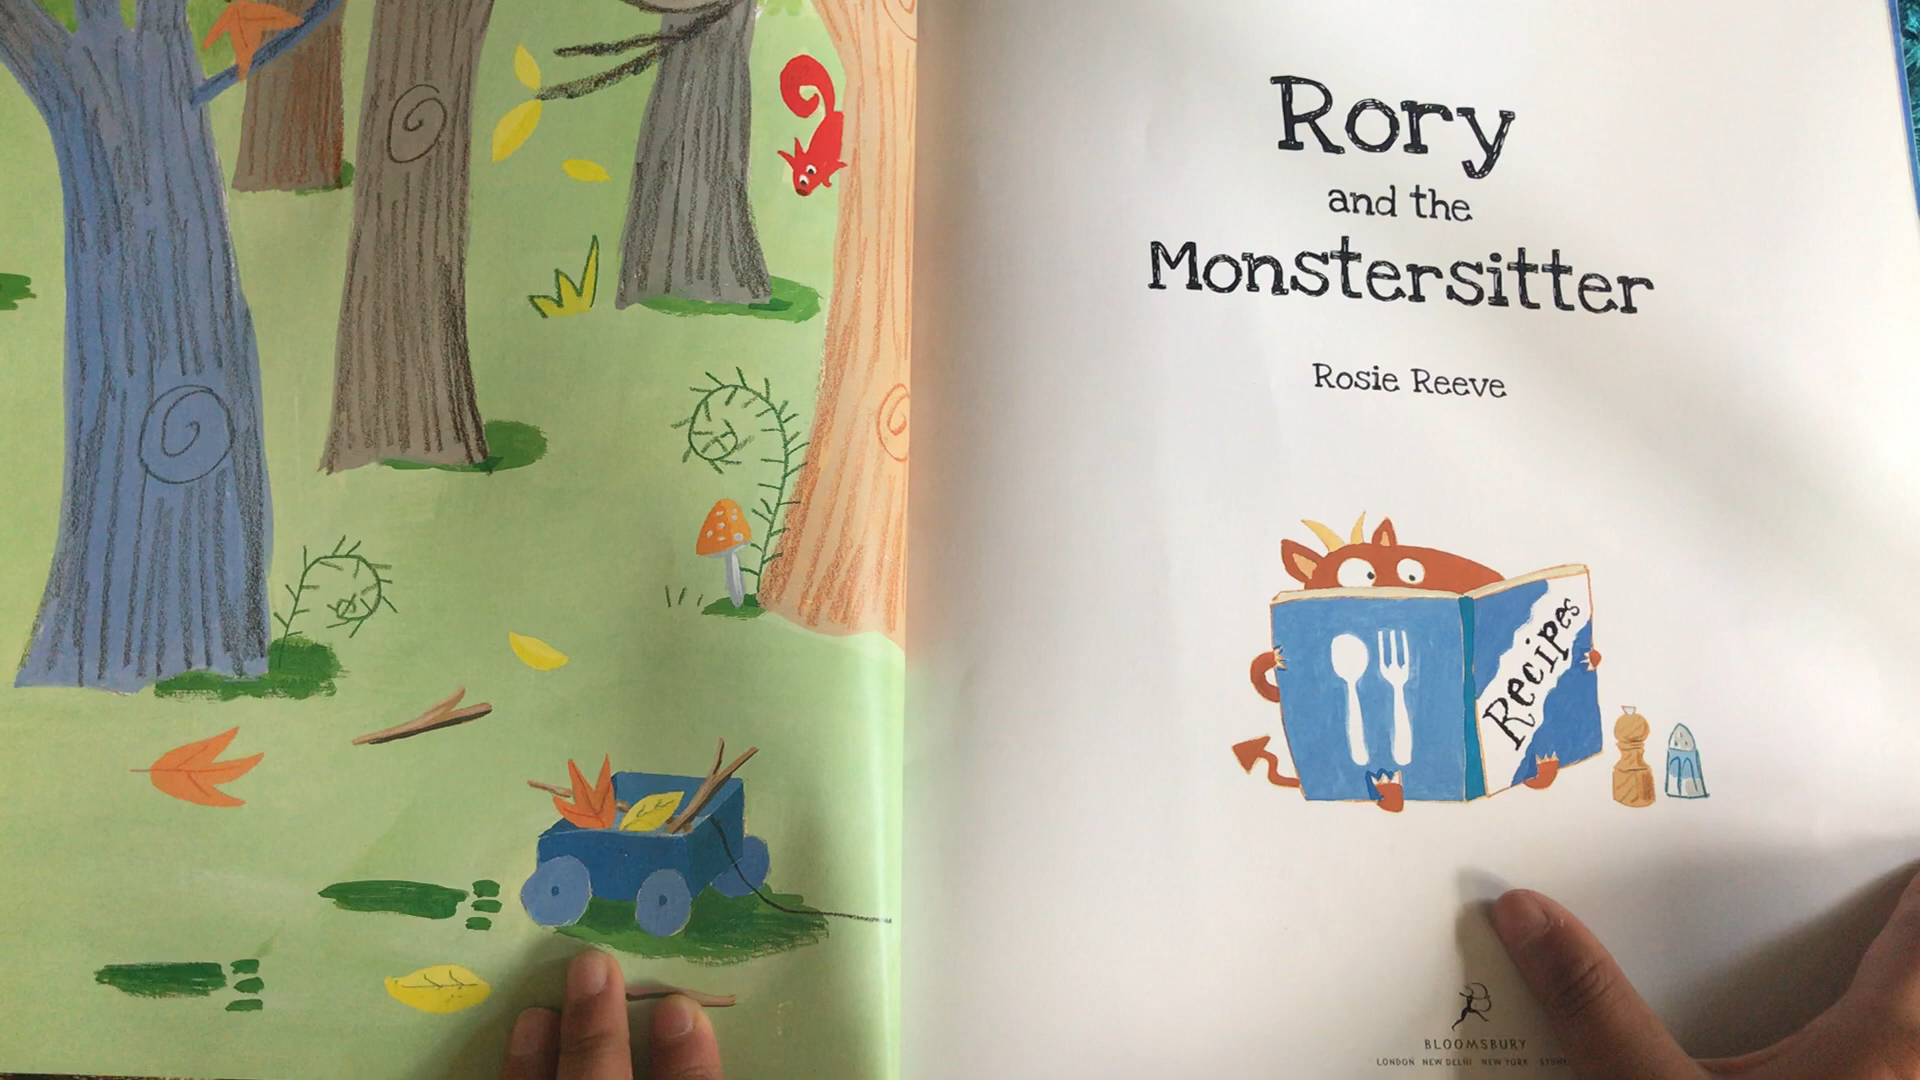 Rory
and the
Monstersitter
Rosie Reeve
Recipes
BLOOMSBURY
LONDON NEW DELHI NEW YORK